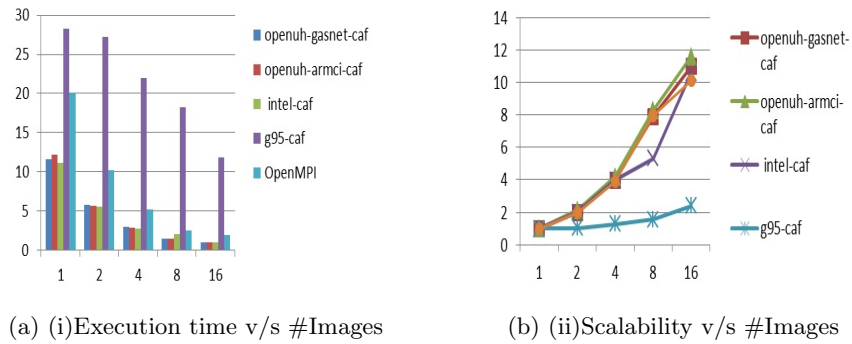 30
25
20
15
10
5
0
1 2 4 8 16
openuh-gasnet-caf
openuh-armci-caf
intel-caf
g95-caf
OpenMPI
14
12
10
8
6
4
2
0
1 2 4 8 16
openuh-gasnet-
caf
openuh-armci-
caf
intel-caf
g95-caf
(a) (i)Execution time v/s #Images
(b) (ii)Scalability v/s #Images